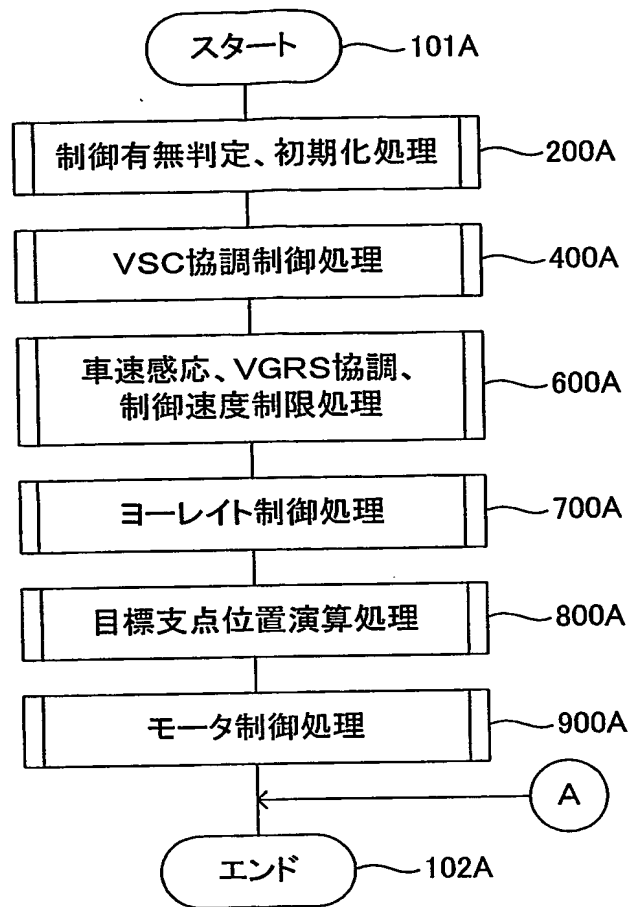 スタート
101A
制御有無判定、初期化処理
200A
VSC協調制御処理
400A
車速感応、VGRS協調、
制御速度制限処理
600A
ヨーレイト制御処理
700A
目標支点位置演算処理
800A
モータ制御処理
900A
A
エンド
102A